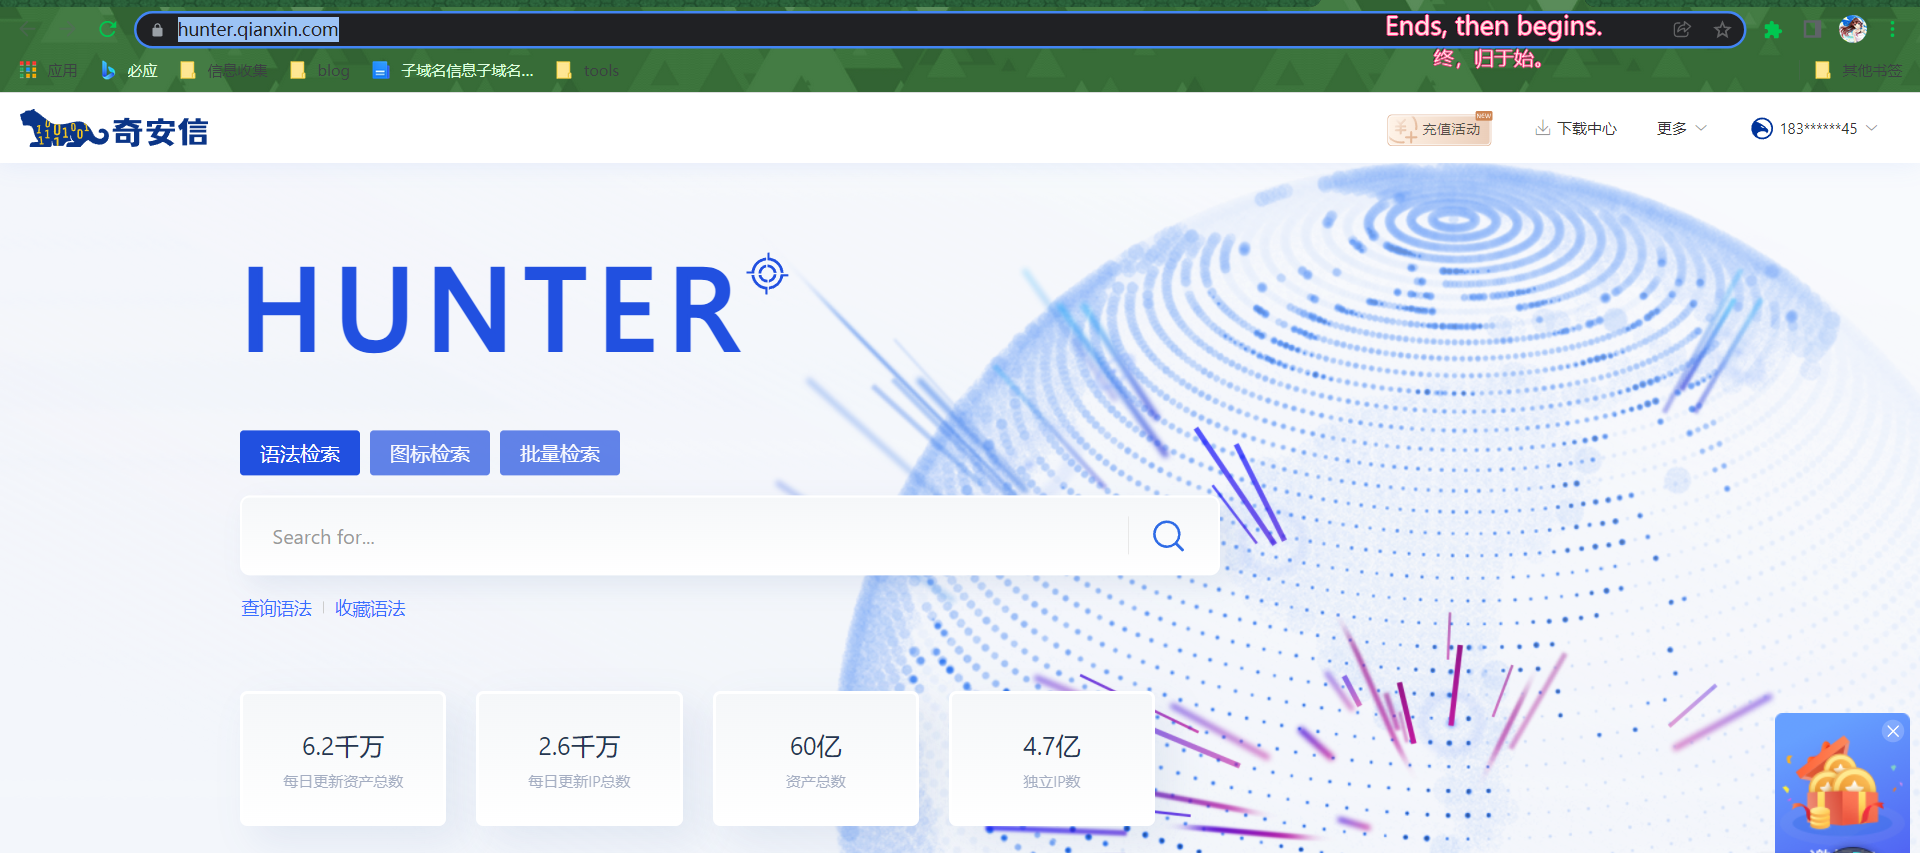 hunter.qianxin.com
Ends, then begins.
终，归于始。
应用 必应 信息收集 blog 子域名信息子域名... tools 其他书签
奇安信
充值活动 NEW
下载中心 更多 183******45
HUNTER
语法检索 图标检索 批量检索
Search for...
查询语法 收藏语法
6.2千万 2.6千万 60亿 4.7亿
每日更新资产总数 每日更新IP总数 资产总数 独立IP数